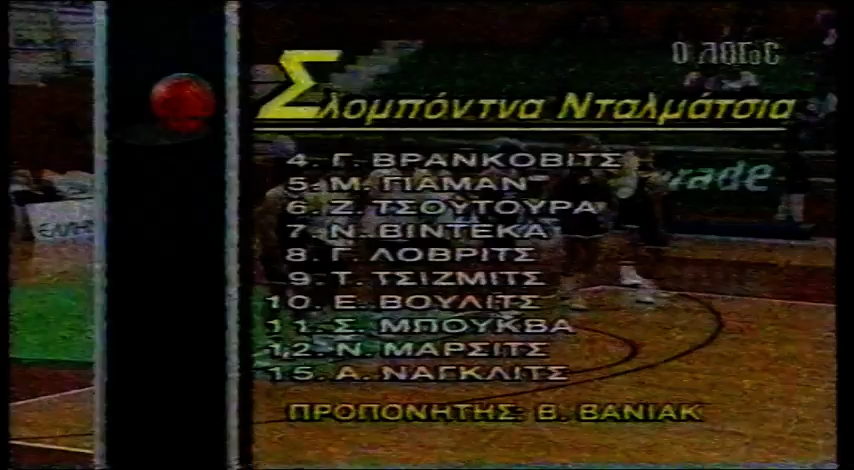 Ο ΛΟΓΟΣ
Σλομπόντνα Νταλμάτσια
4. Γ. ΒΡΑΝΚΟΒΙΤΣ
5. Μ. ΓΙΑΜΑΝ
6. Ζ. ΤΣΟΥΤΟΥΡΑ
7. Ν. ΒΙΝΤΕΚΑ
8. Γ. ΛΟΒΡΙΤΣ
9. Τ. ΤΣΙΖΜΙΤΣ
10. Ε. ΒΟΥΛΙΤΣ
11. Σ. ΜΠΟΥΚΒΑ
12. Ν. ΜΑΡΣΙΤΣ
15. Α. ΝΑΓΚΛΙΤΣ
ΠΡΟΠΟΝΗΤΗΣ: Β. ΒΑΝΙΑΚ